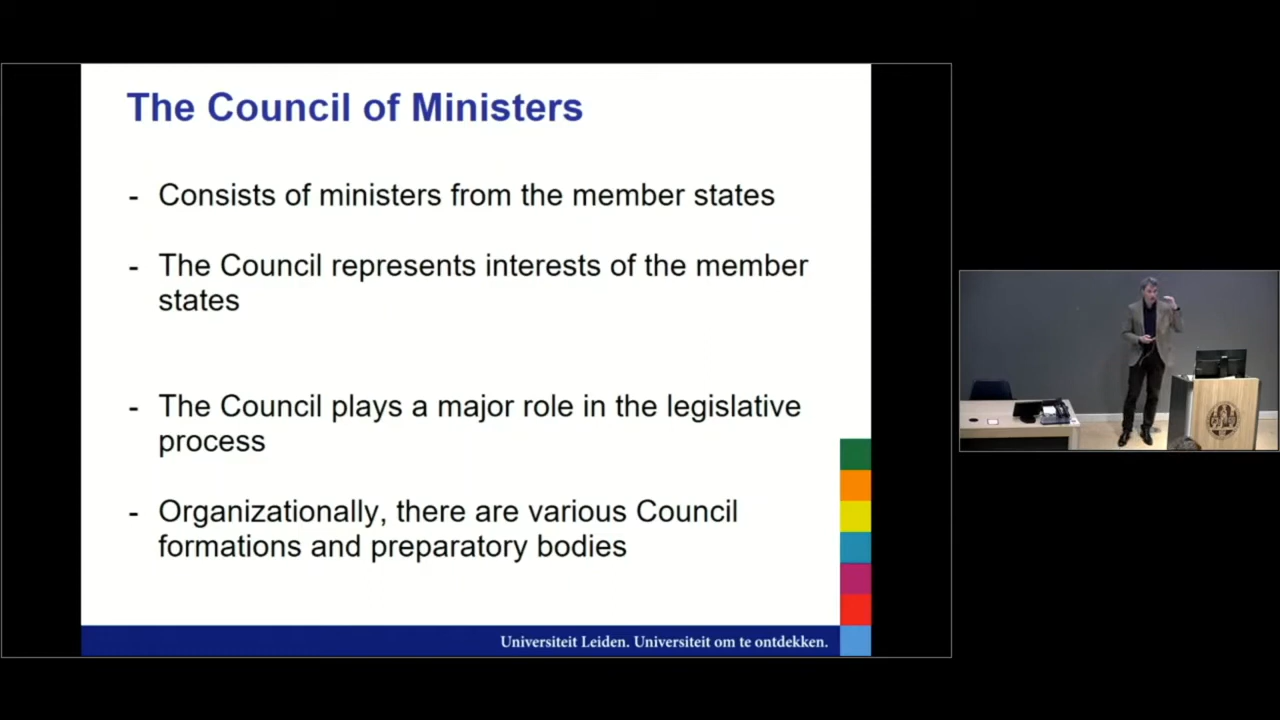 The Council of Ministers
- Consists of ministers from the member states
- The Council represents interests of the member
states
- The Council plays a major role in the legislative
process
- Organizationally, there are various Council
formations and preparatory bodies
Universiteit Leiden. Universiteit om te ontdekken.